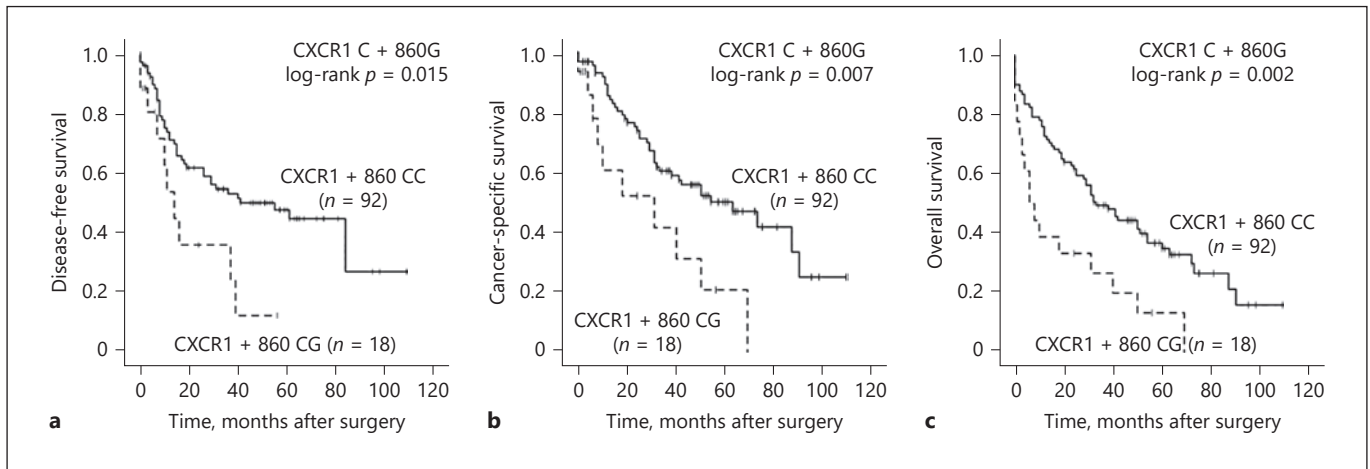 CXCR1 C + 860G
log-rank p = 0.015
Disease-free survival
1.0
0.8
0.6
0.4
0.2
0
CXCR1 + 860 CC
(n = 92)
CXCR1 + 860 CG (n = 18)
0 20 40 60 80 100 120
a
Time, months after surgery
CXCR1 C + 860G
log-rank p = 0.007
Cancer-specific survival
1.0
0.8
0.6
0.4
0.2
0
CXCR1 + 860 CC
(n = 92)
CXCR1 + 860 CG
(n = 18)
0 20 40 60 80 100 120
b
Time, months after surgery
CXCR1 C + 860G
log-rank p = 0.002
Overall survival
1.0
0.8
0.6
0.4
0.2
0
CXCR1 + 860 CC
(n = 92)
CXCR1 + 860 CG (n = 18)
0 20 40 60 80 100 120
c
Time, months after surgery